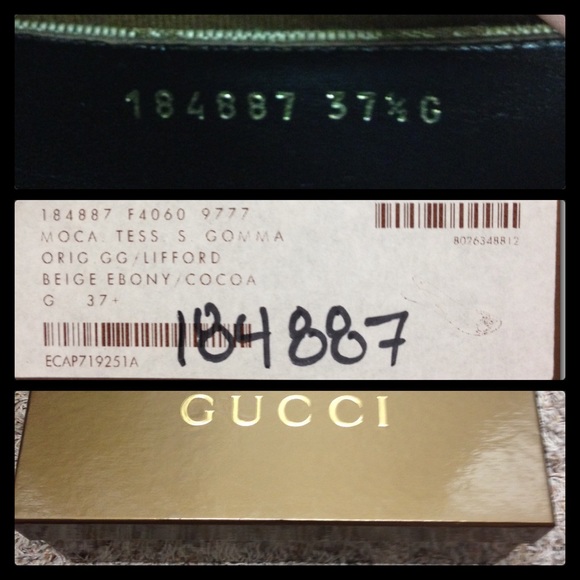 184887 37½G
184887 F4060 9777
MOCA. TESS. S. GOMMA
ORIG.GG/LIFFORD
BEIGE EBONY/COCOA
G 37+
8026348812
184887
ECAP719251A
GUCCI